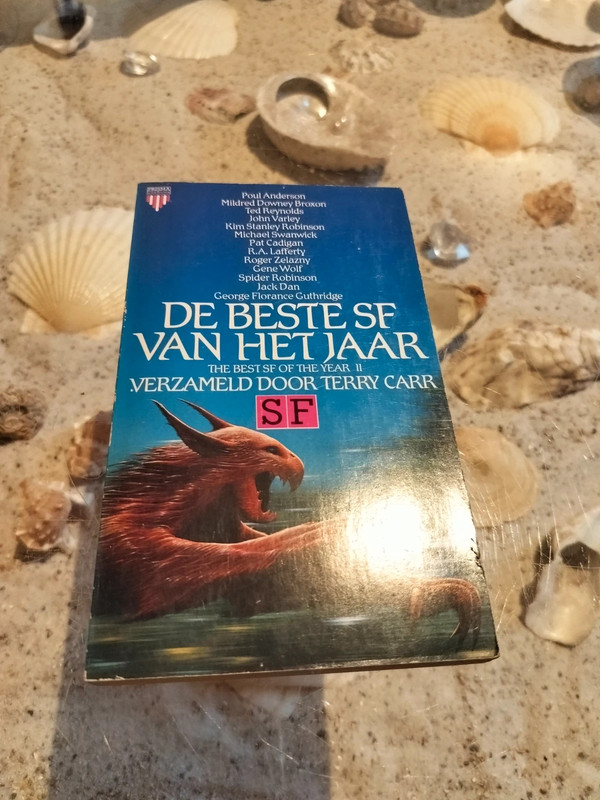 PRISMA
Poul Anderson
Mildred Downey Broxon
Ted Reynolds
John Varley
Kim Stanley Robinson
Michael Swanwick
Pat Cadigan
R.A. Lafferty
Roger Zelazny
Gene Wolf
Spider Robinson
Jack Dan
George Florance Guthridge
DE BESTE SF
VAN HET JAAR
THE BEST SF OF THE YEAR 11
VERZAMELD DOOR TERRY CARR
SF